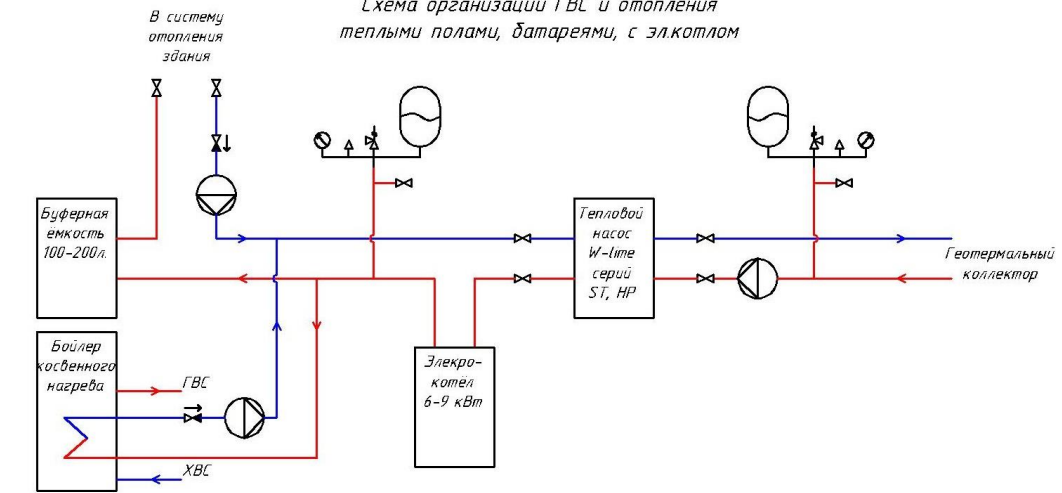 Схема организации ГВС и отопления
теплыми полами, батареями, с эл.котлом
В систему
отопления
здания
Буферная
ёмкость
100-200л.
Тепловой
насос
W-lime
серий
ST, HP
Геотермальный
коллектор
Бойлер
косвенного
нагрева
ГВС
ХВС
Элекро-
котёл
6-9 кВт